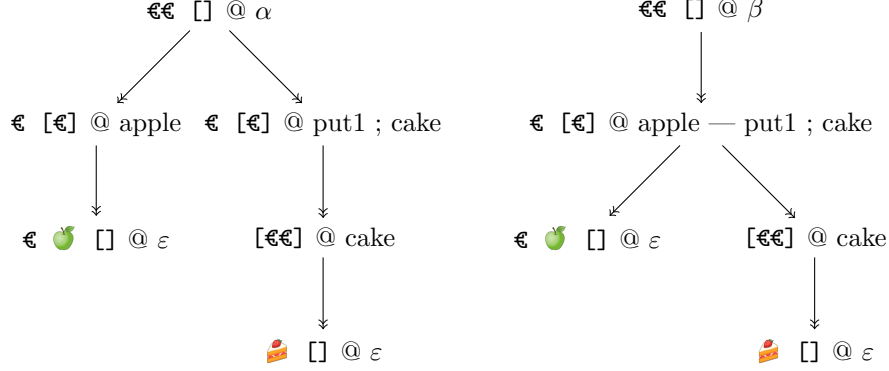 €€ [] @ α €€ [] @ β
€ [€] @ apple € [€] @ put1 ; cake € [€] @ apple — put1 ; cake
€ 🍏 [] @ ε [€€] @ cake € 🍏 [] @ ε [€€] @ cake
🍰 [] @ ε 🍰 [] @ ε